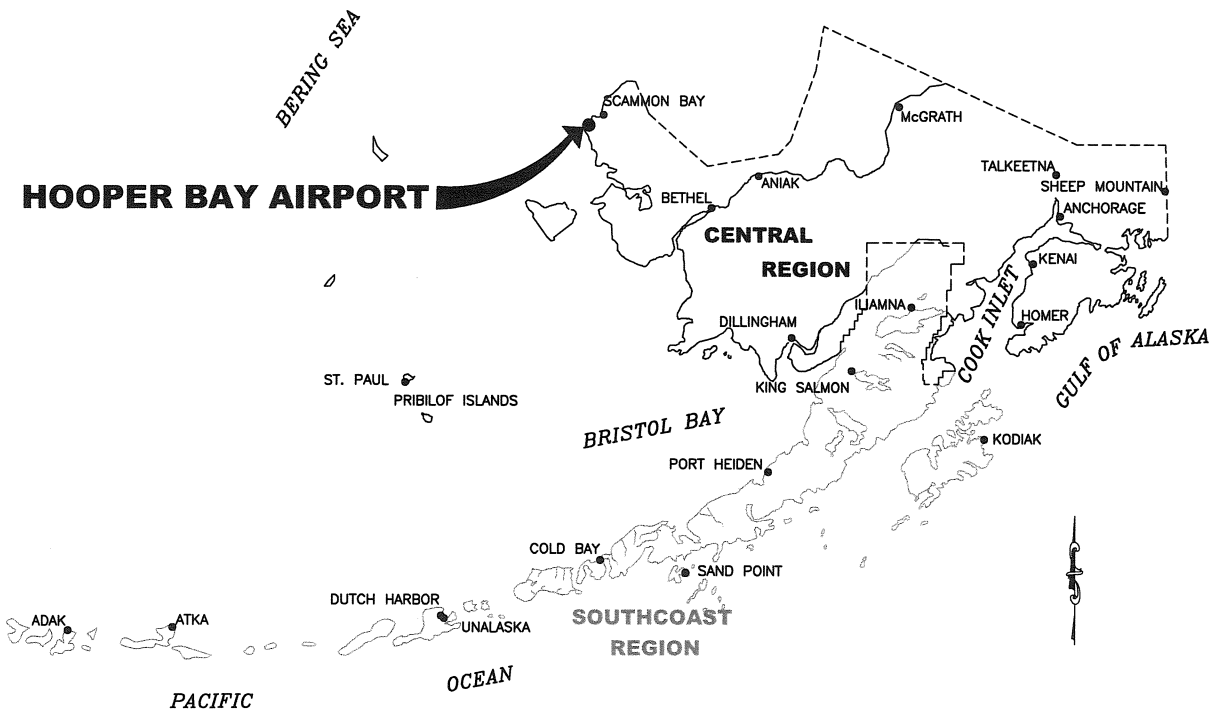 BERING SEA
SCAMMON BAY
McGRATH
HOOPER BAY AIRPORT
TALKEETNA
SHEEP MOUNTAIN
ANIAK
BETHEL
ANCHORAGE
CENTRAL
REGION
KENAI
ILIAMNA
COOK INLET
HOMER
DILLINGHAM
GULF OF ALASKA
ST. PAUL
PRIBILOF ISLANDS
KING SALMON
BRISTOL BAY
KODIAK
PORT HEIDEN
COLD BAY
SAND POINT
DUTCH HARBOR
UNALASKA
SOUTHCOAST
REGION
ADAK
ATKA
PACIFIC
OCEAN